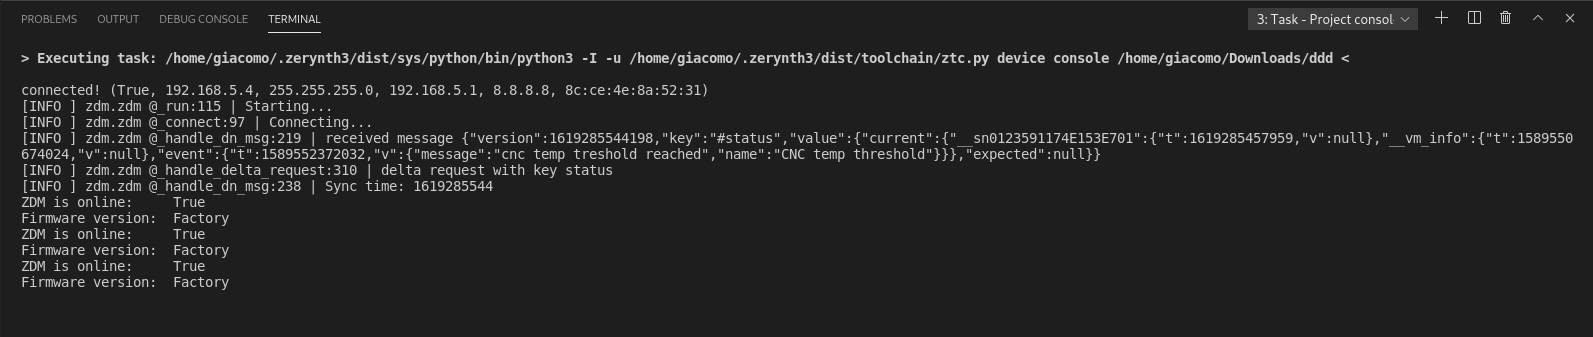 PROBLEMS OUTPUT DEBUG CONSOLE TERMINAL 3: Task - Project consol
> Executing task: /home/giacomo/.zerynth3/dist/sys/python/bin/python3 -I -u /home/giacomo/.zerynth3/dist/toolchain/ztc.py device console /home/giacomo/Downloads/ddd <
connected! (True, 192.168.5.4, 255.255.255.0, 192.168.5.1, 8.8.8.8, 8c:ce:4e:8a:52:31)
[INFO ] zdm.zdm @_run:115 | Starting...
[INFO ] zdm.zdm @_connect:97 | Connecting...
[INFO ] zdm.zdm @_handle_dn_msg:219 | received message {"version":1619285544198,"key":"#status","value":{"current":{"__sn0123591174E153E701":{"t":1619285457959,"v":null},"__vm_info":{"t":1589550
674024,"v":null},"event":{"t":1589552372032,"v":{"message":"cnc temp treshold reached","name":"CNC temp threshold"}}},"expected":null}}
[INFO ] zdm.zdm @_handle_delta_request:310 | delta request with key status
[INFO ] zdm.zdm @_handle_dn_msg:238 | Sync time: 1619285544
ZDM is online:     True
Firmware version:  Factory
ZDM is online:     True
Firmware version:  Factory
ZDM is online:     True
Firmware version:  Factory